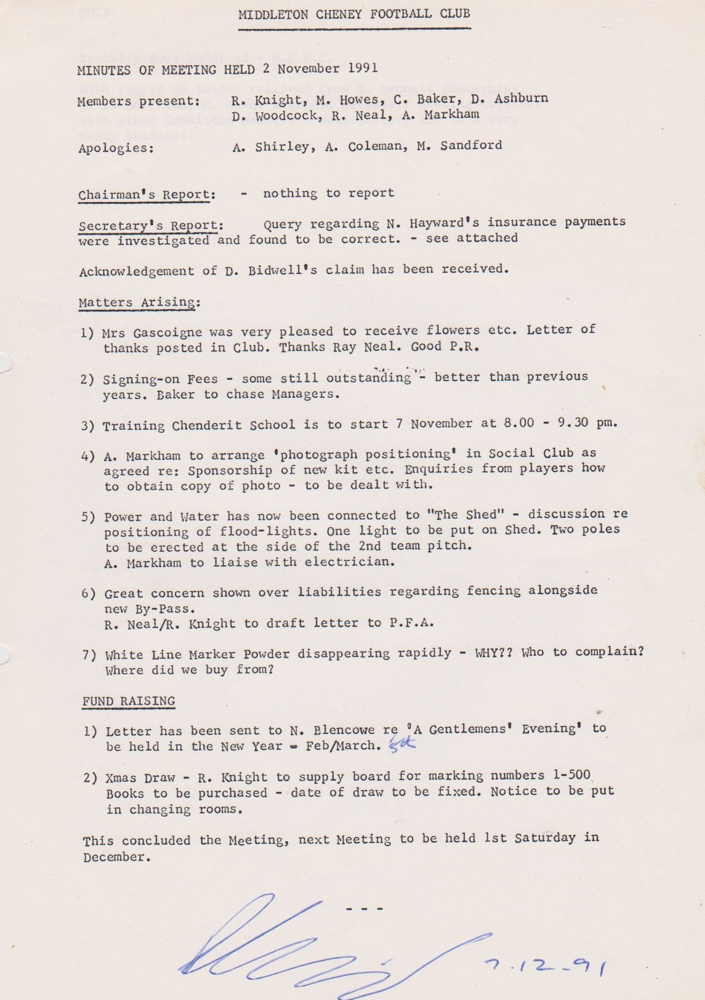 MIDDLETON CHENEY FOOTBALL CLUB
MINUTES OF MEETING HELD 2 November 1991
Members present: R. Knight, M. Howes, C. Baker, D. Ashburn
D. Woodcock, R. Neal, A. Markham
Apologies: A. Shirley, A. Coleman, M. Sandford
Chairman's Report: - nothing to report
Secretary's Report: Query regarding N. Hayward's insurance payments
were investigated and found to be correct. - see attached
Acknowledgement of D. Bidwell's claim has been received.
Matters Arising:
1) Mrs Gascoigne was very pleased to receive flowers etc. Letter of
thanks posted in Club. Thanks Ray Neal. Good P.R.
2) Signing-on Fees - some still outstanding - better than previous
years. Baker to chase Managers.
3) Training Chenderit School is to start 7 November at 8.00 - 9.30 pm.
4) A. Markham to arrange 'photograph positioning' in Social Club as
agreed re: Sponsorship of new kit etc. Enquiries from players how
to obtain copy of photo - to be dealt with.
5) Power and Water has now been connected to "The Shed" - discussion re
positioning of flood-lights. One light to be put on Shed. Two poles
to be erected at the side of the 2nd team pitch.
A. Markham to liaise with electrician.
6) Great concern shown over liabilities regarding fencing alongside
new By-Pass.
R. Neal/R. Knight to draft letter to P.F.A.
7) White Line Marker Powder disappearing rapidly - WHY?? Who to complain?
Where did we buy from?
FUND RAISING
1) Letter has been sent to N. Blencowe re 'A Gentlemens' Evening' to
be held in the New Year - Feb/March. 5th
2) Xmas Draw - R. Knight to supply board for marking numbers 1-500
Books to be purchased - date of draw to be fixed. Notice to be put
in changing rooms.
This concluded the Meeting, next Meeting to be held 1st Saturday in
December.
- - -
7.12-91